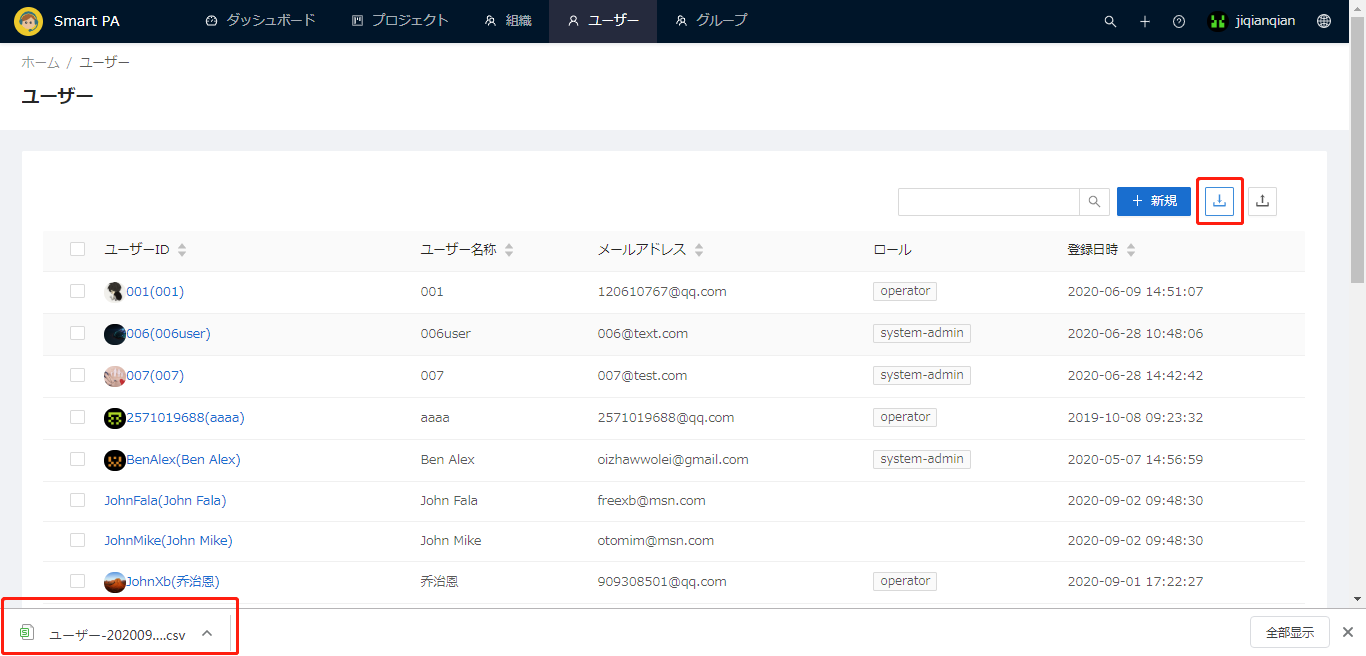 Smart PA ダッシュボード プロジェクト 組織 ユーザー グループ jiqianqian
ホーム / ユーザー
ユーザー
+ 新規
ユーザーID ユーザー名称 メールアドレス ロール 登録日時
001(001) 001 120610767@qq.com operator 2020-06-09 14:51:07
006(006user) 006user 006@text.com system-admin 2020-06-28 10:48:06
007(007) 007 007@test.com system-admin 2020-06-28 14:42:42
2571019688(aaaa) aaaa 2571019688@qq.com operator 2019-10-08 09:23:32
BenAlex(Ben Alex) Ben Alex oizhawwolei@gmail.com system-admin 2020-05-07 14:56:59
JohnFala(John Fala) John Fala freexb@msn.com 2020-09-02 09:48:30
JohnMike(John Mike) John Mike otomim@msn.com 2020-09-02 09:48:30
JohnXb(乔治恩) 乔治恩 909308501@qq.com operator 2020-09-01 17:22:27
ユーザー-202009....csv 全部显示